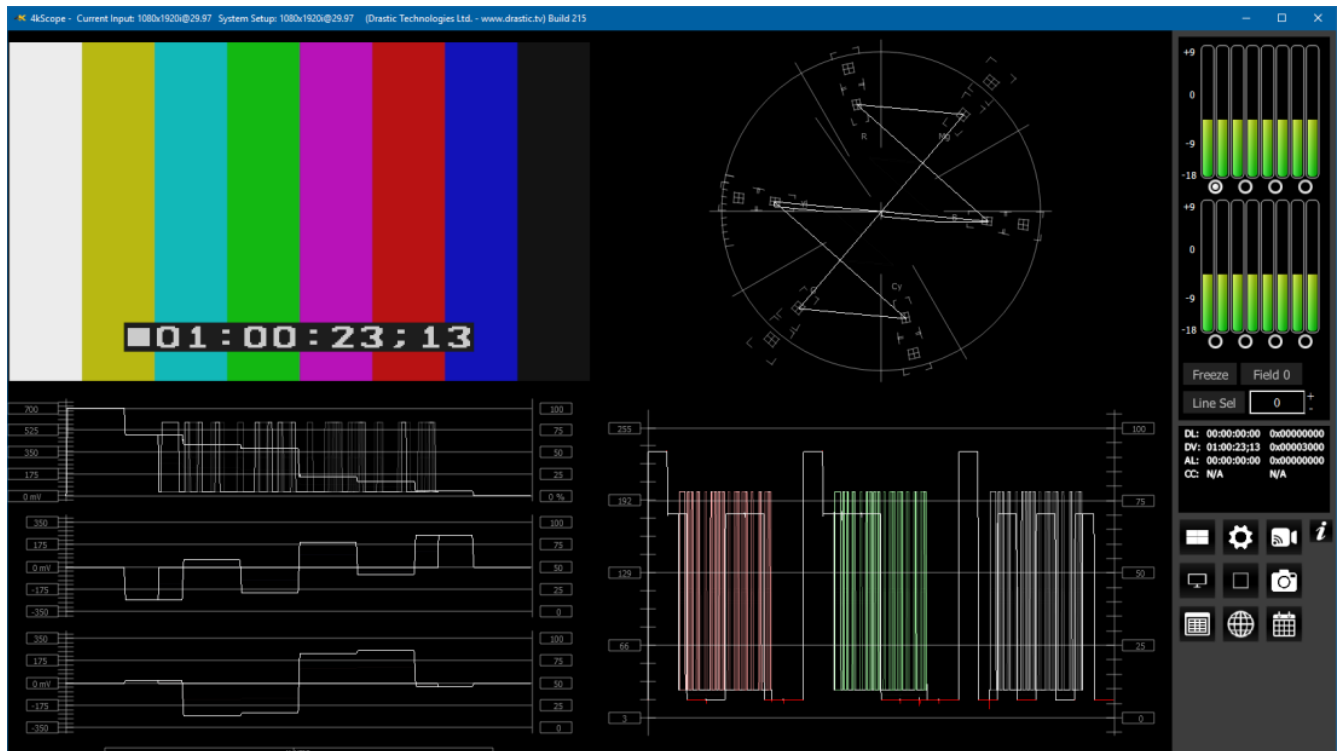 4kScope - Current Input: 1080x1920i@29.97 System Setup: 1080x1920i@29.97 (Drastic Technologies Ltd. - www.drastic.tv) Build 215
01:00:23;13
R
Mg
Yl
B
G
Cy
+9
0
-9
-18
+9
0
-9
-18
Freeze Field 0
Line Sel 0 + -
DL: 00:00:00:00 0x00000000
DV: 01:00:23;13 0x00003000
AL: 00:00:00:00 0x00000000
CC: N/A N/A
i
700 100
525 75
350 50
175 25
0 mV 0 %
350 100
175 75
0 mV 50
-175 25
-350 0
350 100
175 75
0 mV 50
-175 25
-350 0
255 100
192 75
129 50
66 25
3 0